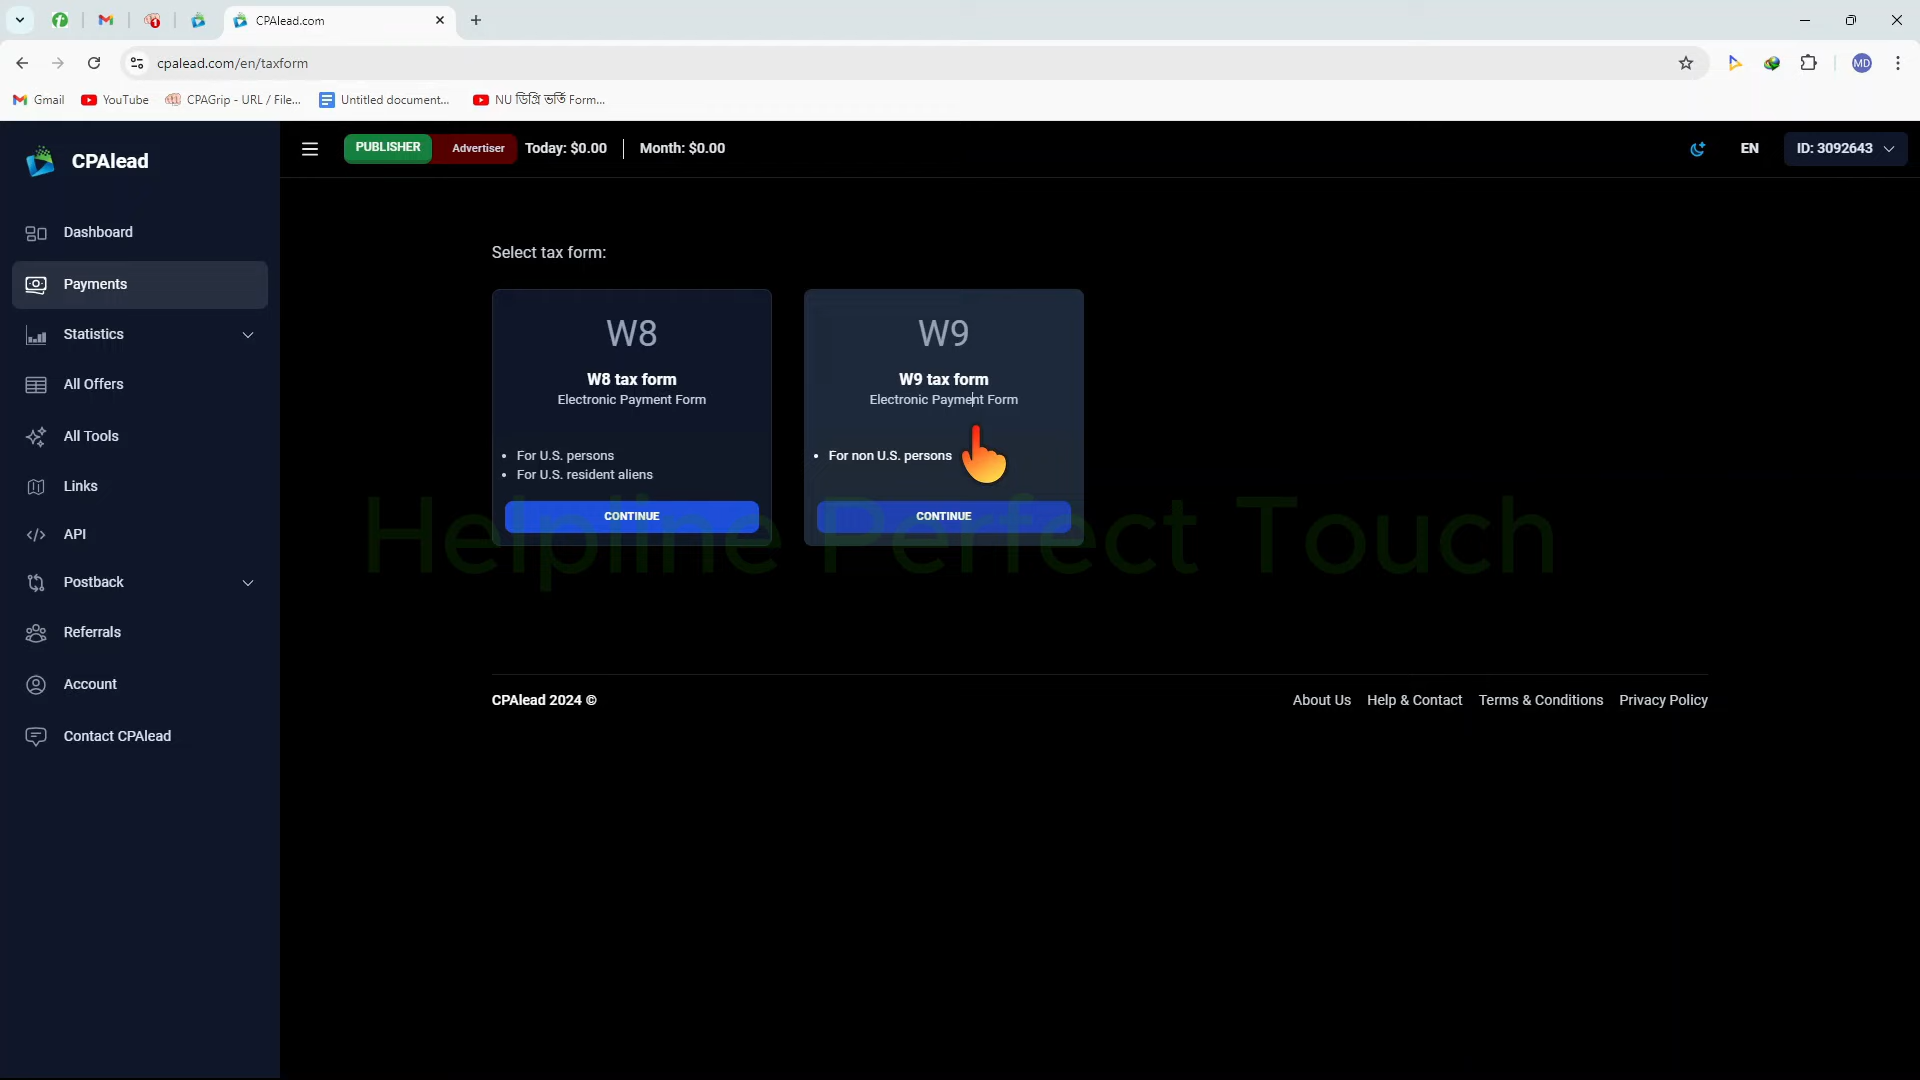 CPAlead.com
cpalead.com/en/taxform
MD
Gmail
YouTube
CPAGrip - URL / File...
Untitled document...
NU ডিগ্রি ভর্তি Form...
CPAlead
PUBLISHER
Advertiser
Today: $0.00
Month: $0.00
EN
ID: 3092643
Dashboard
Payments
Statistics
All Offers
All Tools
Links
API
Postback
Referrals
Account
Contact CPAlead
Select tax form:
W8
W8 tax form
Electronic Payment Form
• For U.S. persons
• For U.S. resident aliens
CONTINUE
W9
W9 tax form
Electronic Payment Form
• For non U.S. persons
CONTINUE
Helpline Perfect Touch
CPAlead 2024 ©
About Us
Help & Contact
Terms & Conditions
Privacy Policy